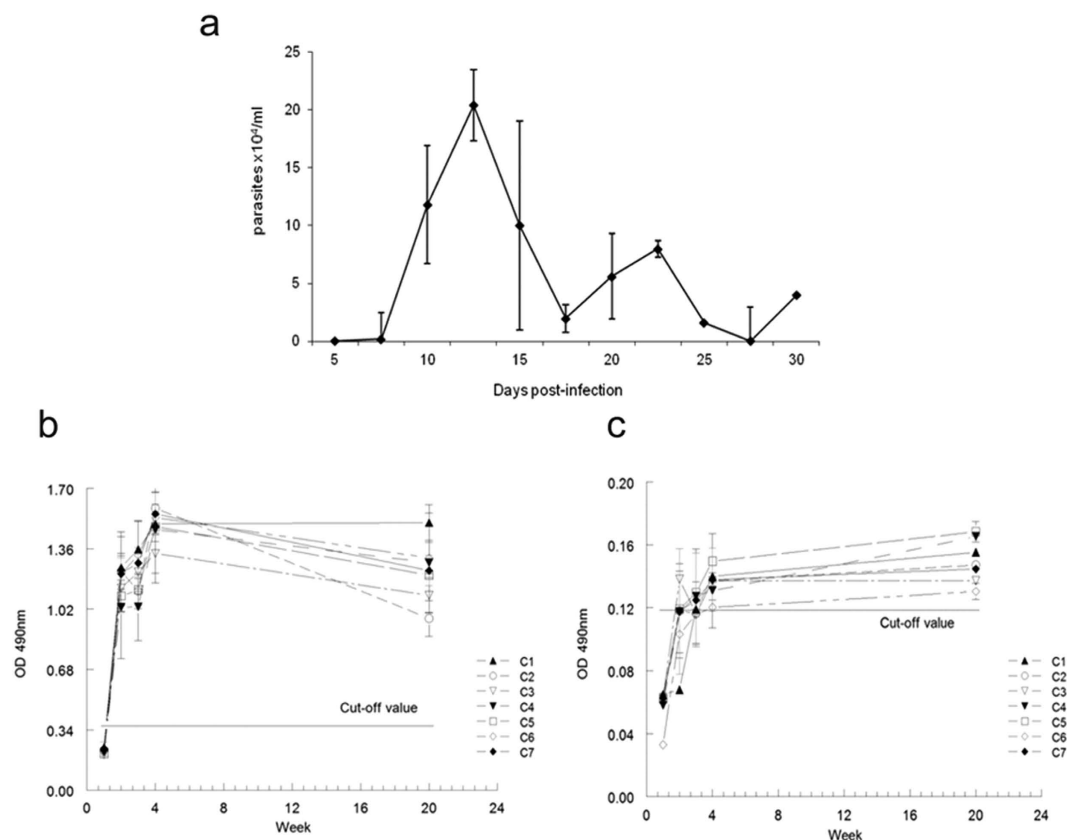 a
25
20
15
10
5
0
parasites x10⁴/ml
5 10 15 20 25 30
Days post-infection
b
1.70
1.36
1.02
0.68
0.34
0.00
OD 490nm
Cut-off value
C1
C2
C3
C4
C5
C6
C7
0 4 8 12 16 20 24
Week
c
0.20
0.16
0.12
0.08
0.04
0.00
OD 490nm
Cut-off value
C1
C2
C3
C4
C5
C6
C7
0 4 8 12 16 20 24
Week